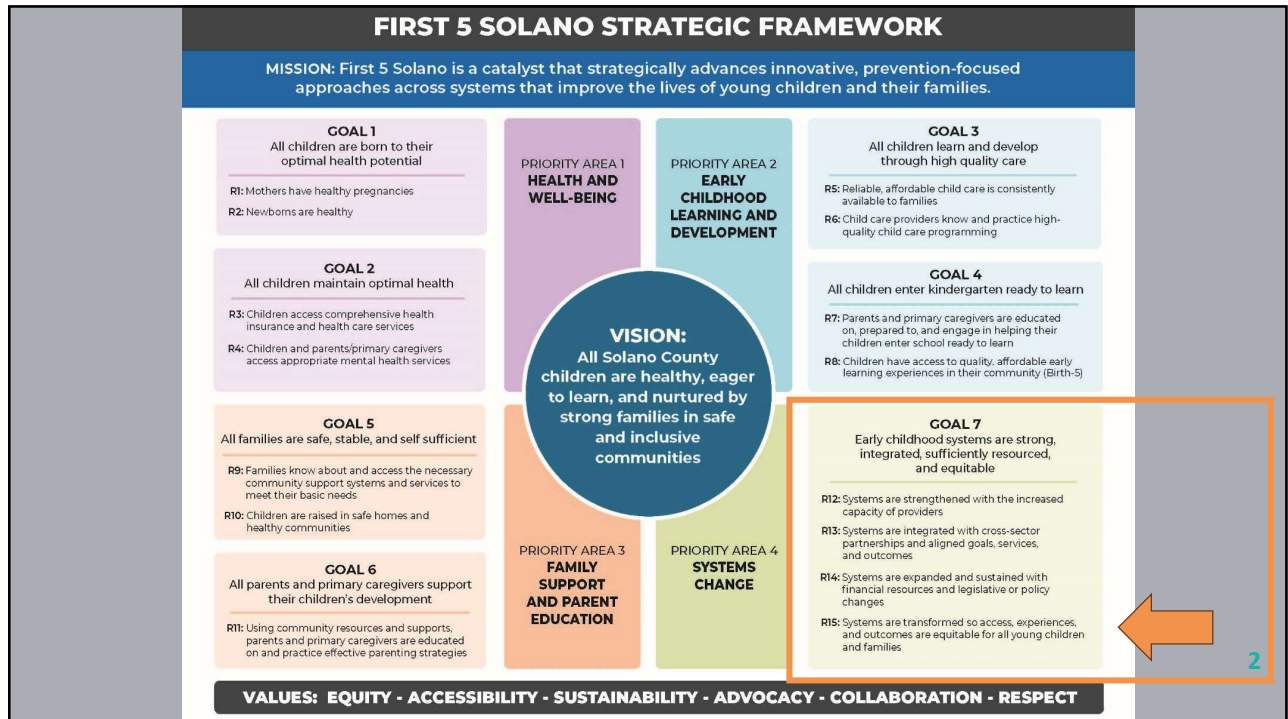 FIRST 5 SOLANO STRATEGIC FRAMEWORK
MISSION: First 5 Solano is a catalyst that strategically advances innovative, prevention-focused
approaches across systems that improve the lives of young children and their families.
GOAL 1
All children are born to their
optimal health potential
R1: Mothers have healthy pregnancies
R2: Newborns are healthy
GOAL 2
All children maintain optimal health
R3: Children access comprehensive health
insurance and health care services
R4: Children and parents/primary caregivers
access appropriate mental health services
PRIORITY AREA 1
HEALTH AND
WELL-BEING
PRIORITY AREA 2
EARLY
CHILDHOOD
LEARNING AND
DEVELOPMENT
GOAL 3
All children learn and develop
through high quality care
R5: Reliable, affordable child care is consistently
available to families
R6: Child care providers know and practice high-
quality child care programming
GOAL 4
All children enter kindergarten ready to learn
R7: Parents and primary caregivers are educated
on, prepared to, and engage in helping their
children enter school ready to learn
R8: Children have access to quality, affordable early
learning experiences in their community (Birth-5)
VISION:
All Solano County
children are healthy, eager
to learn, and nurtured by
strong families in safe
and inclusive
communities
GOAL 5
All families are safe, stable, and self sufficient
R9: Families know about and access the necessary
community support systems and services to
meet their basic needs
R10: Children are raised in safe homes and
healthy communities
GOAL 6
All parents and primary caregivers support
their children's development
R11: Using community resources and supports,
parents and primary caregivers are educated
on and practice effective parenting strategies
PRIORITY AREA 3
FAMILY
SUPPORT
AND PARENT
EDUCATION
PRIORITY AREA 4
SYSTEMS
CHANGE
GOAL 7
Early childhood systems are strong,
integrated, sufficiently resourced,
and equitable
R12: Systems are strengthened with the increased
capacity of providers
R13: Systems are integrated with cross-sector
partnerships and aligned goals, services,
and outcomes
R14: Systems are expanded and sustained with
financial resources and legislative or policy
changes
R15: Systems are transformed so access, experiences,
and outcomes are equitable for all young children
and families
2
VALUES: EQUITY - ACCESSIBILITY - SUSTAINABILITY - ADVOCACY - COLLABORATION - RESPECT